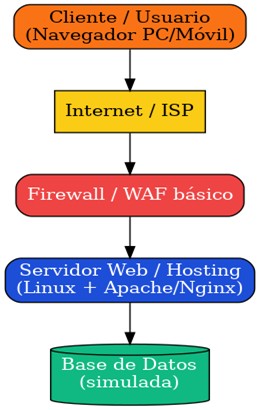 Cliente / Usuario
(Navegador PC/Móvil)
Internet / ISP
Firewall / WAF básico
Servidor Web / Hosting
(Linux + Apache/Nginx)
Base de Datos
(simulada)